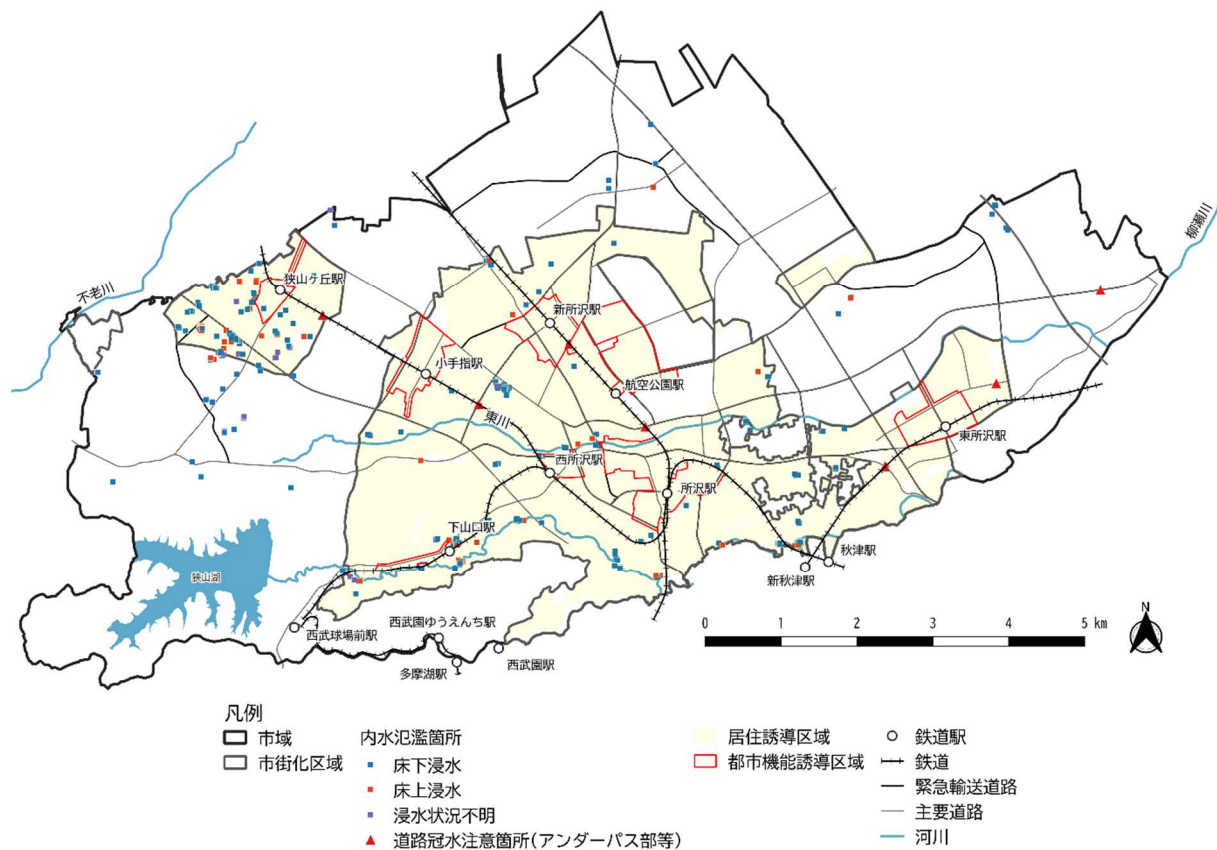 不老川
柳瀬川
狭山ヶ丘駅
新所沢駅
小手指駅
航空公園駅
東川
東所沢駅
西所沢駅
所沢駅
下山口駅
秋津駅
新秋津駅
狭山湖
西武球場前駅
西武園ゆうえんち駅
西武園駅
多摩湖駅
N
0 1 2 3 4 5 km
凡例
市域
市街化区域
内水氾濫箇所
床下浸水
床上浸水
浸水状況不明
道路冠水注意箇所(アンダーパス部等)
居住誘導区域
都市機能誘導区域
鉄道駅
鉄道
緊急輸送道路
主要道路
河川